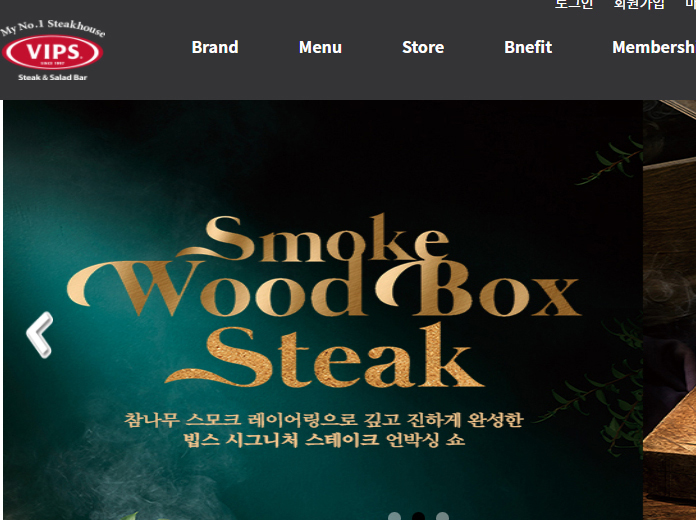 로그인 회원가입
My No.1 Steakhouse
VIPS
SINCE 1997
Steak & Salad Bar
Brand Menu Store Bnefit Membershi
Smoke
Wood Box
Steak
참나무 스모크 레이어링으로 깊고 진하게 완성한
빕스 시그니처 스테이크 언박싱 쇼